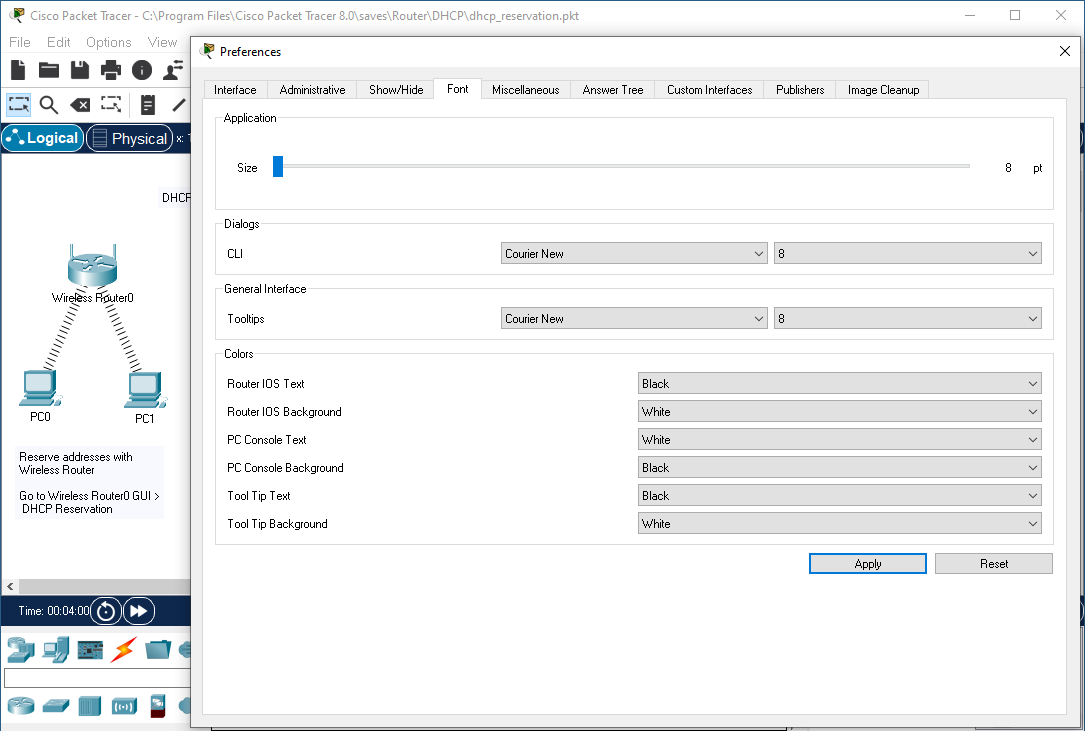 Cisco Packet Tracer - C:\Program Files\Cisco Packet Tracer 8.0\saves\Router\DHCP\dhcp_reservation.pkt
File Edit Options View
Preferences
Interface Administrative Show/Hide Font Miscellaneous Answer Tree Custom Interfaces Publishers Image Cleanup
Logical Physical x: 1
Application
Size 8 pt
DHCP
Dialogs
CLI Courier New 8
Wireless Router0
General Interface
Tooltips Courier New 8
Colors
Router IOS Text Black
Router IOS Background White
PC0 PC1
PC Console Text White
Reserve addresses with
Wireless Router
PC Console Background Black
Go to Wireless Router0 GUI >
DHCP Reservation
Tool Tip Text Black
Tool Tip Background White
Apply Reset
Time: 00:04:00